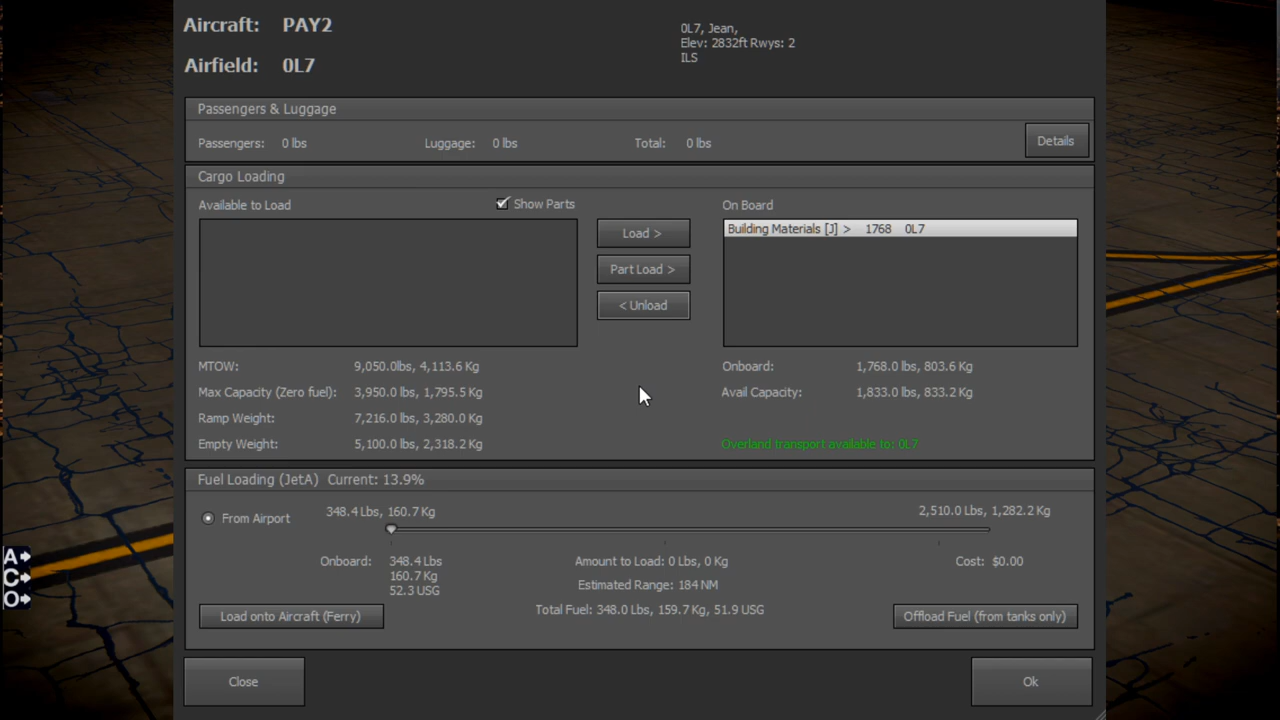 Aircraft: PAY2
0L7, Jean,
Elev: 2832ft Rwys: 2
ILS
Airfield: 0L7
Passengers & Luggage
Passengers: 0 lbs Luggage: 0 lbs Total: 0 lbs Details
Cargo Loading
Available to Load Show Parts On Board
Load > Building Materials [J] > 1768 0L7
Part Load >
< Unload
MTOW: 9,050.0lbs, 4,113.6 Kg Onboard: 1,768.0 lbs, 803.6 Kg
Max Capacity (Zero fuel): 3,950.0 lbs, 1,795.5 Kg Avail Capacity: 1,833.0 lbs, 833.2 Kg
Ramp Weight: 7,216.0 lbs, 3,280.0 Kg
Empty Weight: 5,100.0 lbs, 2,318.2 Kg Overland transport available to: 0L7
Fuel Loading (JetA) Current: 13.9%
From Airport 348.4 Lbs, 160.7 Kg 2,510.0 Lbs, 1,282.2 Kg
Onboard: 348.4 Lbs Amount to Load: 0 Lbs, 0 Kg Cost: $0.00
160.7 Kg
52.3 USG
Estimated Range: 184 NM
Total Fuel: 348.0 Lbs, 159.7 Kg, 51.9 USG
Load onto Aircraft (Ferry) Offload Fuel (from tanks only)
Close Ok
A
C
O